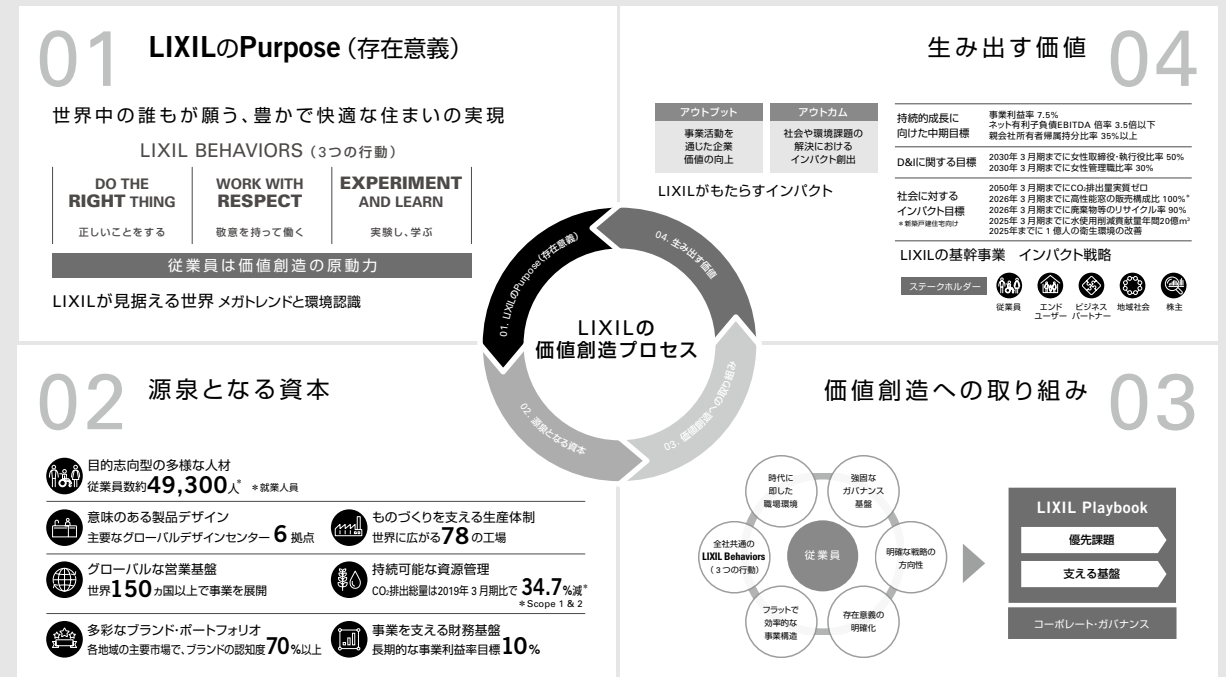 01
LIXILのPurpose（存在意義）
世界中の誰もが願う、豊かで快適な住まいの実現
LIXIL BEHAVIORS（3つの行動）
DO THE
RIGHT THING
正しいことをする
WORK WITH
RESPECT
敬意を持って働く
EXPERIMENT
AND LEARN
実験し、学ぶ
従業員は価値創造の原動力
LIXILが見据える世界 メガトレンドと環境認識
02
源泉となる資本
目的志向型の多様な人材
従業員数約49,300人* *就業人員
意味のある製品デザイン
主要なグローバルデザインセンター 6 拠点
ものづくりを支える生産体制
世界に広がる78の工場
グローバルな営業基盤
世界150ヵ国以上で事業を展開
持続可能な資源管理
CO₂排出総量は2019年3月期比で 34.7%減*
*Scope 1 & 2
多彩なブランド・ポートフォリオ
各地域の主要市場で、ブランドの認知度70%以上
事業を支える財務基盤
長期的な事業利益率目標10%
LIXILの
価値創造プロセス
01. LIXILのPurpose（存在意義）
02. 源泉となる資本
03. 価値創造への取り組み
04. 生み出す価値
価値創造への取り組み
03
時代に
即した
職場環境
強固な
ガバナンス
基盤
全社共通の
LIXIL Behaviors
（3つの行動）
従業員
明確な戦略の
方向性
フラットで
効率的な
事業構造
存在意義の
明確化
LIXIL Playbook
優先課題
支える基盤
コーポレート・ガバナンス
生み出す価値
04
アウトプット
事業活動を
通じた企業
価値の向上
アウトカム
社会や環境課題の
解決における
インパクト創出
LIXILがもたらすインパクト
持続的成長に
向けた中期目標
事業利益率 7.5%
ネット有利子負債EBITDA 倍率 3.5倍以下
親会社所有者帰属持分比率 35%以上
D&Iに関する目標
2030年3月期までに女性取締役・執行役比率 50%
2030年3月期までに女性管理職比率 30%
社会に対する
インパクト目標
*新築戸建住宅向け
2050年3月期までにCO₂排出量実質ゼロ
2026年3月期までに高性能窓の販売構成比 100%*
2026年3月期までに廃棄物等のリサイクル率 90%
2025年3月期までに水使用削減貢献量年間20億m³
2025年までに1億人の衛生環境の改善
LIXILの基幹事業　インパクト戦略
ステークホルダー
従業員
エンド
ユーザー
ビジネス
パートナー
地域社会
株主